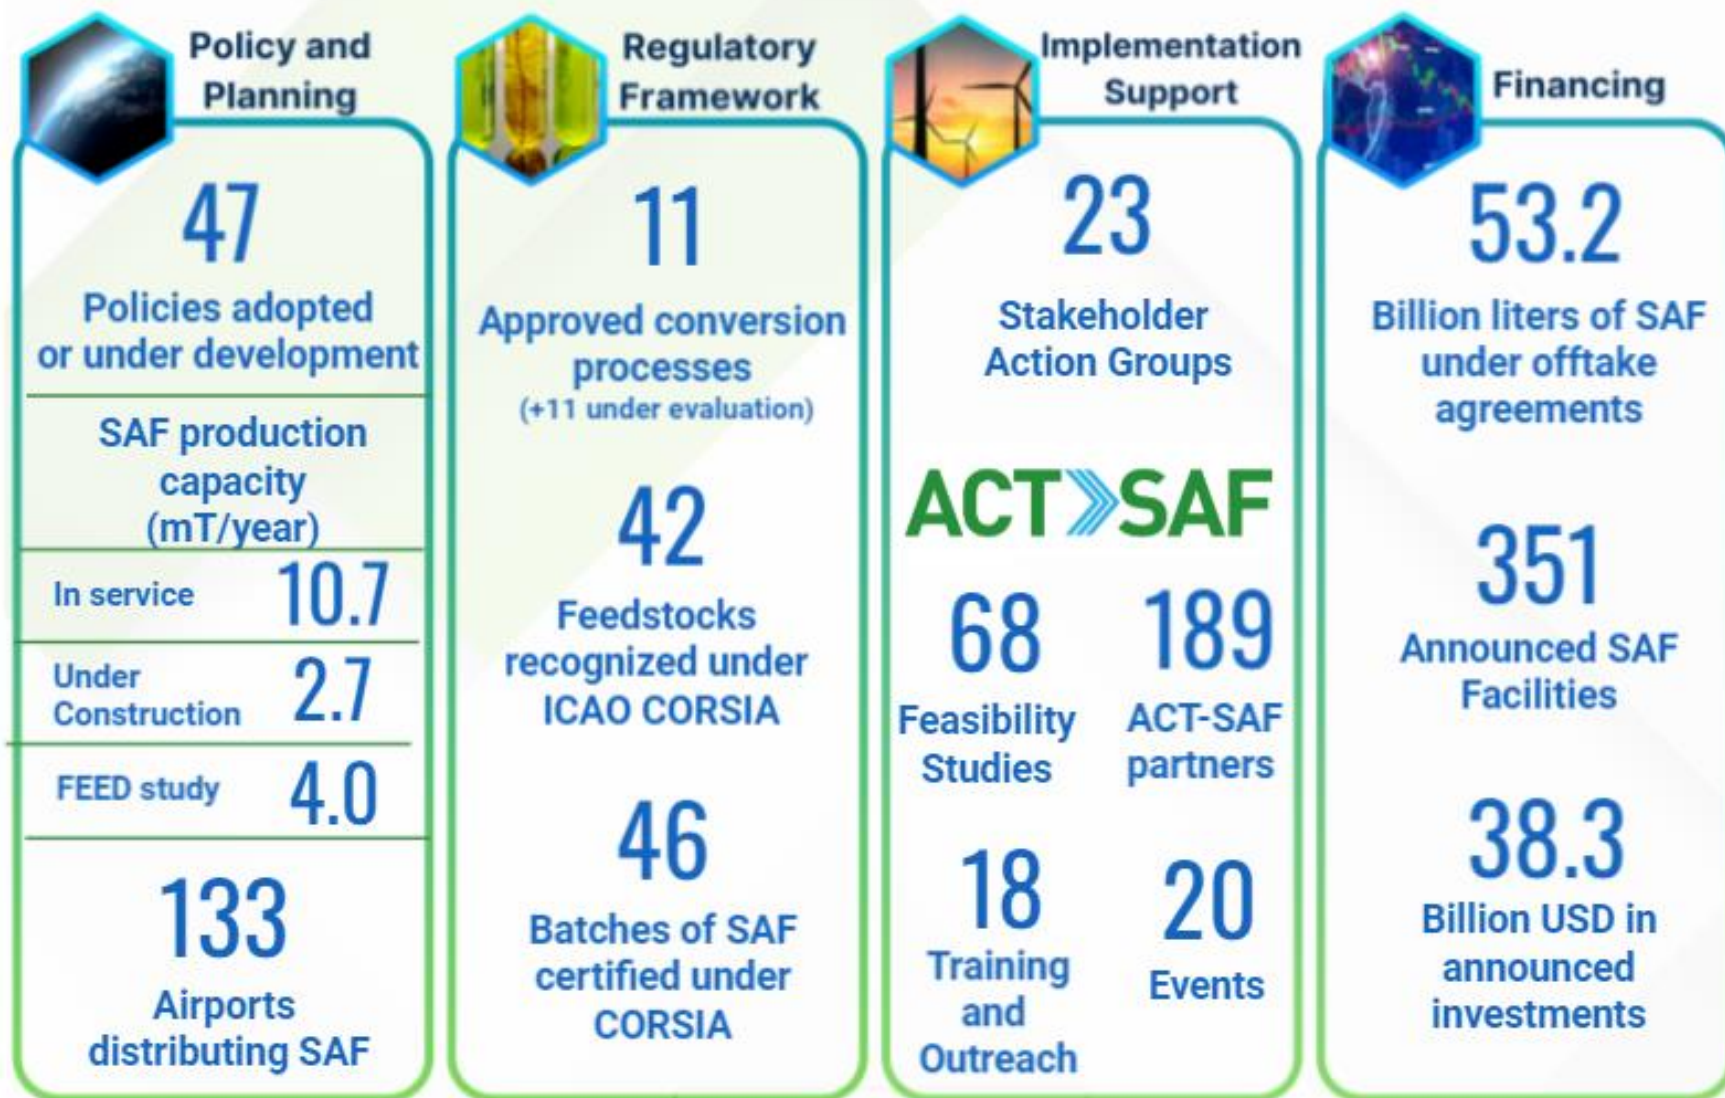 Policy and
Planning
47
Policies adopted
or under development
SAF production
capacity
(mT/year)
In service 10.7
Under
Construction 2.7
FEED study 4.0
133
Airports
distributing SAF
Regulatory
Framework
11
Approved conversion
processes
(+11 under evaluation)
42
Feedstocks
recognized under
ICAO CORSIA
46
Batches of SAF
certified under
CORSIA
Implementation
Support
23
Stakeholder
Action Groups
ACT SAF
68
Feasibility
Studies
189
ACT-SAF
partners
18
Training
and
Outreach
20
Events
Financing
53.2
Billion liters of SAF
under offtake
agreements
351
Announced SAF
Facilities
38.3
Billion USD in
announced
investments